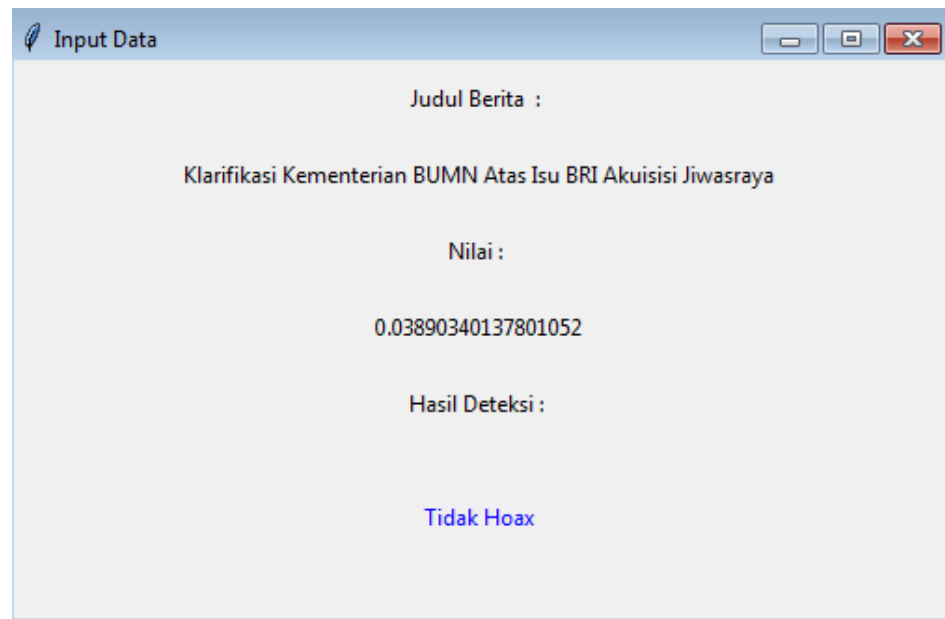 Input Data
Judul Berita :
Klarifikasi Kementerian BUMN Atas Isu BRI Akuisisi Jiwasraya
Nilai :
0.03890340137801052
Hasil Deteksi :
Tidak Hoax